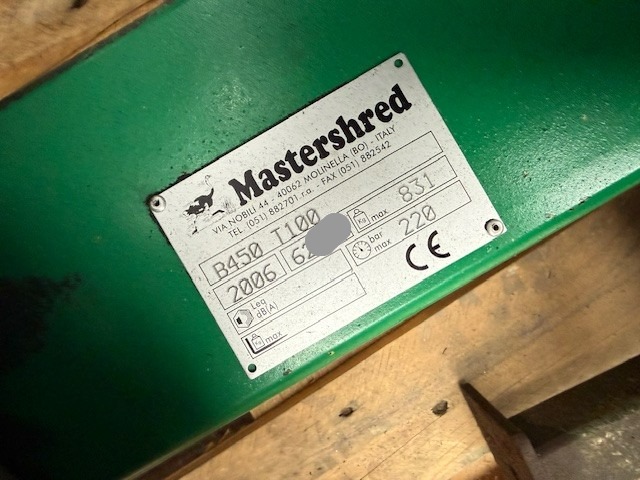 Mastershred
VIA NOBILI 44 - 40062 MOLINELLA (BO) - ITALY
TEL. (051) 882701 r.a. - FAX (051) 882542
B450 T100
2006
Kg max 831
bar max 220
Leq dB(A)
Kg max
CE